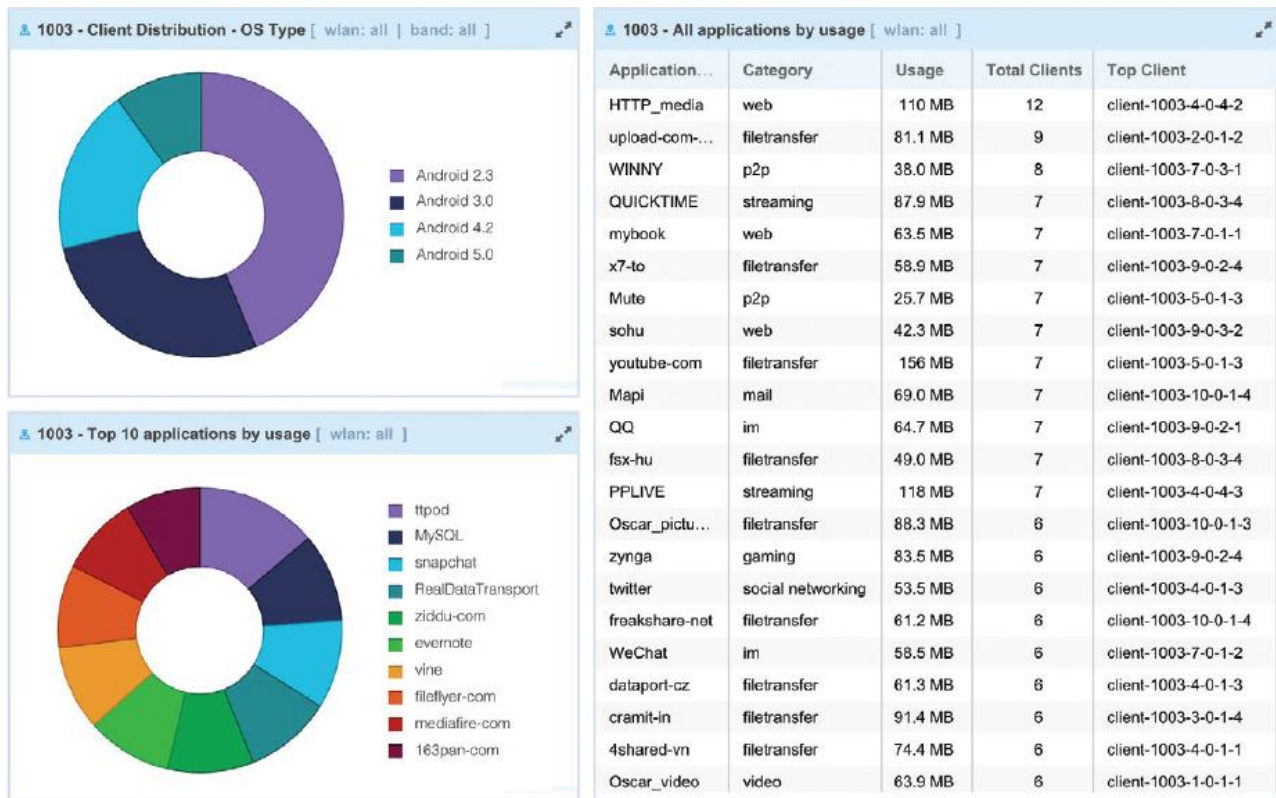 1003 - Client Distribution - OS Type [ wlan: all | band: all ]
Android 2.3
Android 3.0
Android 4.2
Android 5.0
1003 - Top 10 applications by usage [ wlan: all ]
ttpod
MySQL
snapchat
RealDataTransport
ziddu-com
evernote
vine
fileflyer-com
mediafire-com
163pan-com
1003 - All applications by usage [ wlan: all ]
Application... Category Usage Total Clients Top Client
HTTP_media web 110 MB 12 client-1003-4-0-4-2
upload-com-... filetransfer 81.1 MB 9 client-1003-2-0-1-2
WINNY p2p 38.0 MB 8 client-1003-7-0-3-1
QUICKTIME streaming 87.9 MB 7 client-1003-8-0-3-4
mybook web 63.5 MB 7 client-1003-7-0-1-1
x7-to filetransfer 58.9 MB 7 client-1003-9-0-2-4
Mute p2p 25.7 MB 7 client-1003-5-0-1-3
sohu web 42.3 MB 7 client-1003-9-0-3-2
youtube-com filetransfer 156 MB 7 client-1003-5-0-1-3
Mapi mail 69.0 MB 7 client-1003-10-0-1-4
QQ im 64.7 MB 7 client-1003-9-0-2-1
fsx-hu filetransfer 49.0 MB 7 client-1003-8-0-3-4
PPLIVE streaming 118 MB 7 client-1003-4-0-4-3
Oscar_pictu... filetransfer 88.3 MB 6 client-1003-10-0-1-3
zynga gaming 83.5 MB 6 client-1003-9-0-2-4
twitter social networking 53.5 MB 6 client-1003-4-0-1-3
freakshare-net filetransfer 61.2 MB 6 client-1003-10-0-1-4
WeChat im 58.5 MB 6 client-1003-7-0-1-2
dataport-cz filetransfer 61.3 MB 6 client-1003-4-0-1-3
cramit-in filetransfer 91.4 MB 6 client-1003-3-0-1-4
4shared-vn filetransfer 74.4 MB 6 client-1003-4-0-1-1
Oscar_video video 63.9 MB 6 client-1003-1-0-1-1